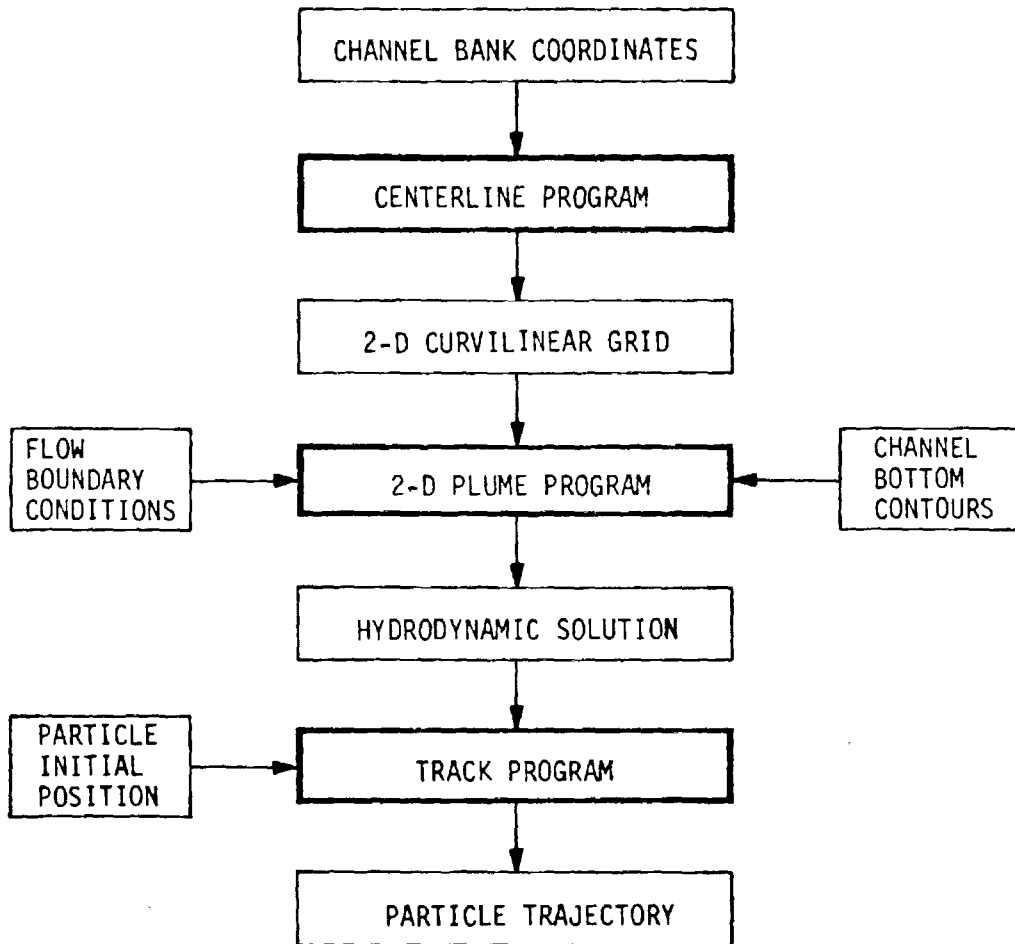 CHANNEL BANK COORDINATES
CENTERLINE PROGRAM
2-D CURVILINEAR GRID
FLOW
BOUNDARY
CONDITIONS
2-D PLUME PROGRAM
CHANNEL
BOTTOM
CONTOURS
HYDRODYNAMIC SOLUTION
PARTICLE
INITIAL
POSITION
TRACK PROGRAM
PARTICLE TRAJECTORY